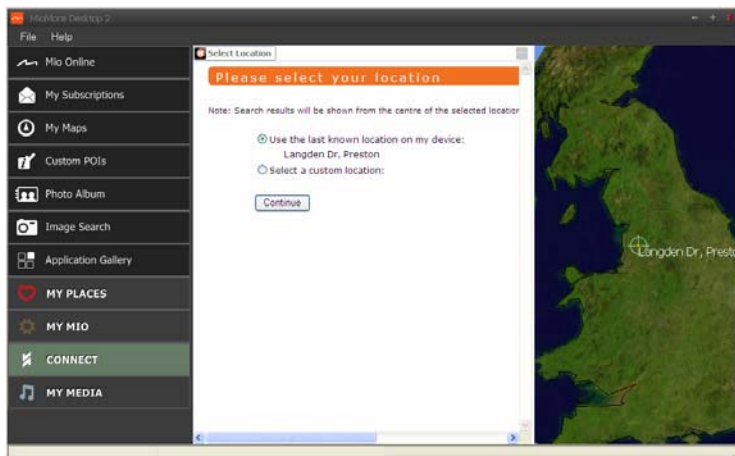 MioMore Desktop 2
File Help
Mio Online
My Subscriptions
My Maps
Custom POIs
Photo Album
Image Search
Application Gallery
MY PLACES
MY MIO
CONNECT
MY MEDIA
Select Location
Please select your location
Note: Search results will be shown from the centre of the selected location
Use the last known location on my device:
Langden Dr, Preston
Select a custom location:
Continue
Langden Dr, Presto